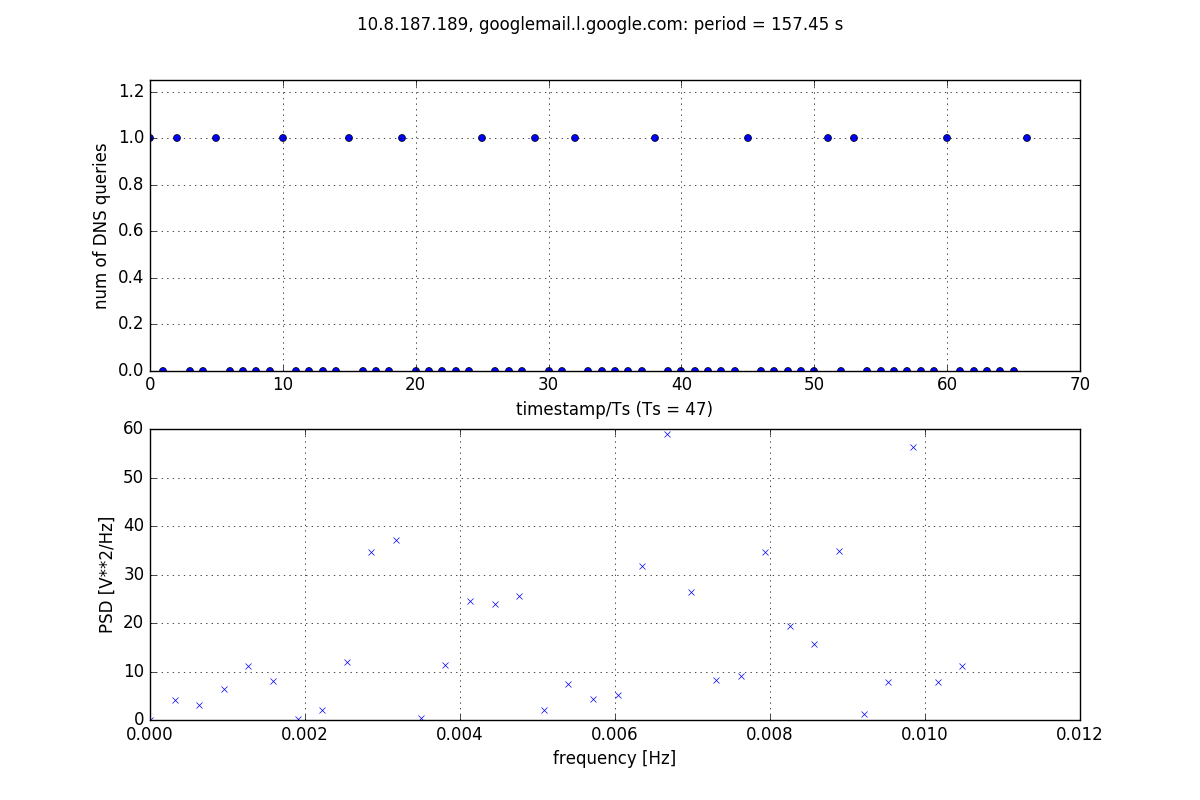 10.8.187.189, googlemail.l.google.com: period = 157.45 s
1.2
1.0
0.8
0.6
0.4
0.2
0.0
num of DNS queries
0 10 20 30 40 50 60 70
timestamp/Ts (Ts = 47)
60
50
40
30
20
10
0
PSD [V**2/Hz]
0.000 0.002 0.004 0.006 0.008 0.010 0.012
frequency [Hz]